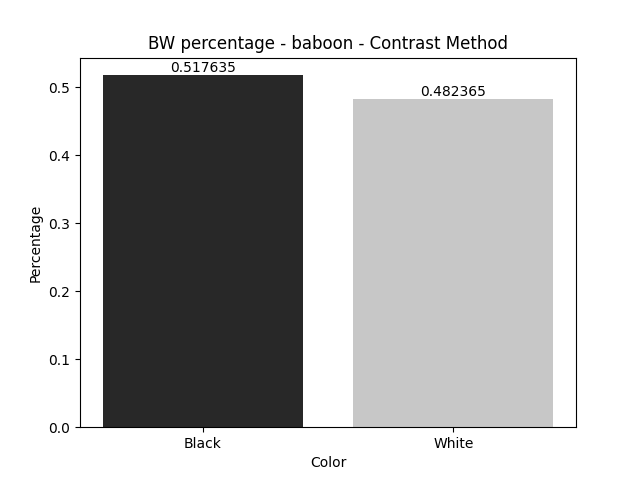 BW percentage - baboon - Contrast Method
0.517635
0.482365
0.5
0.4
0.3
0.2
0.1
0.0
Percentage
Black
White
Color